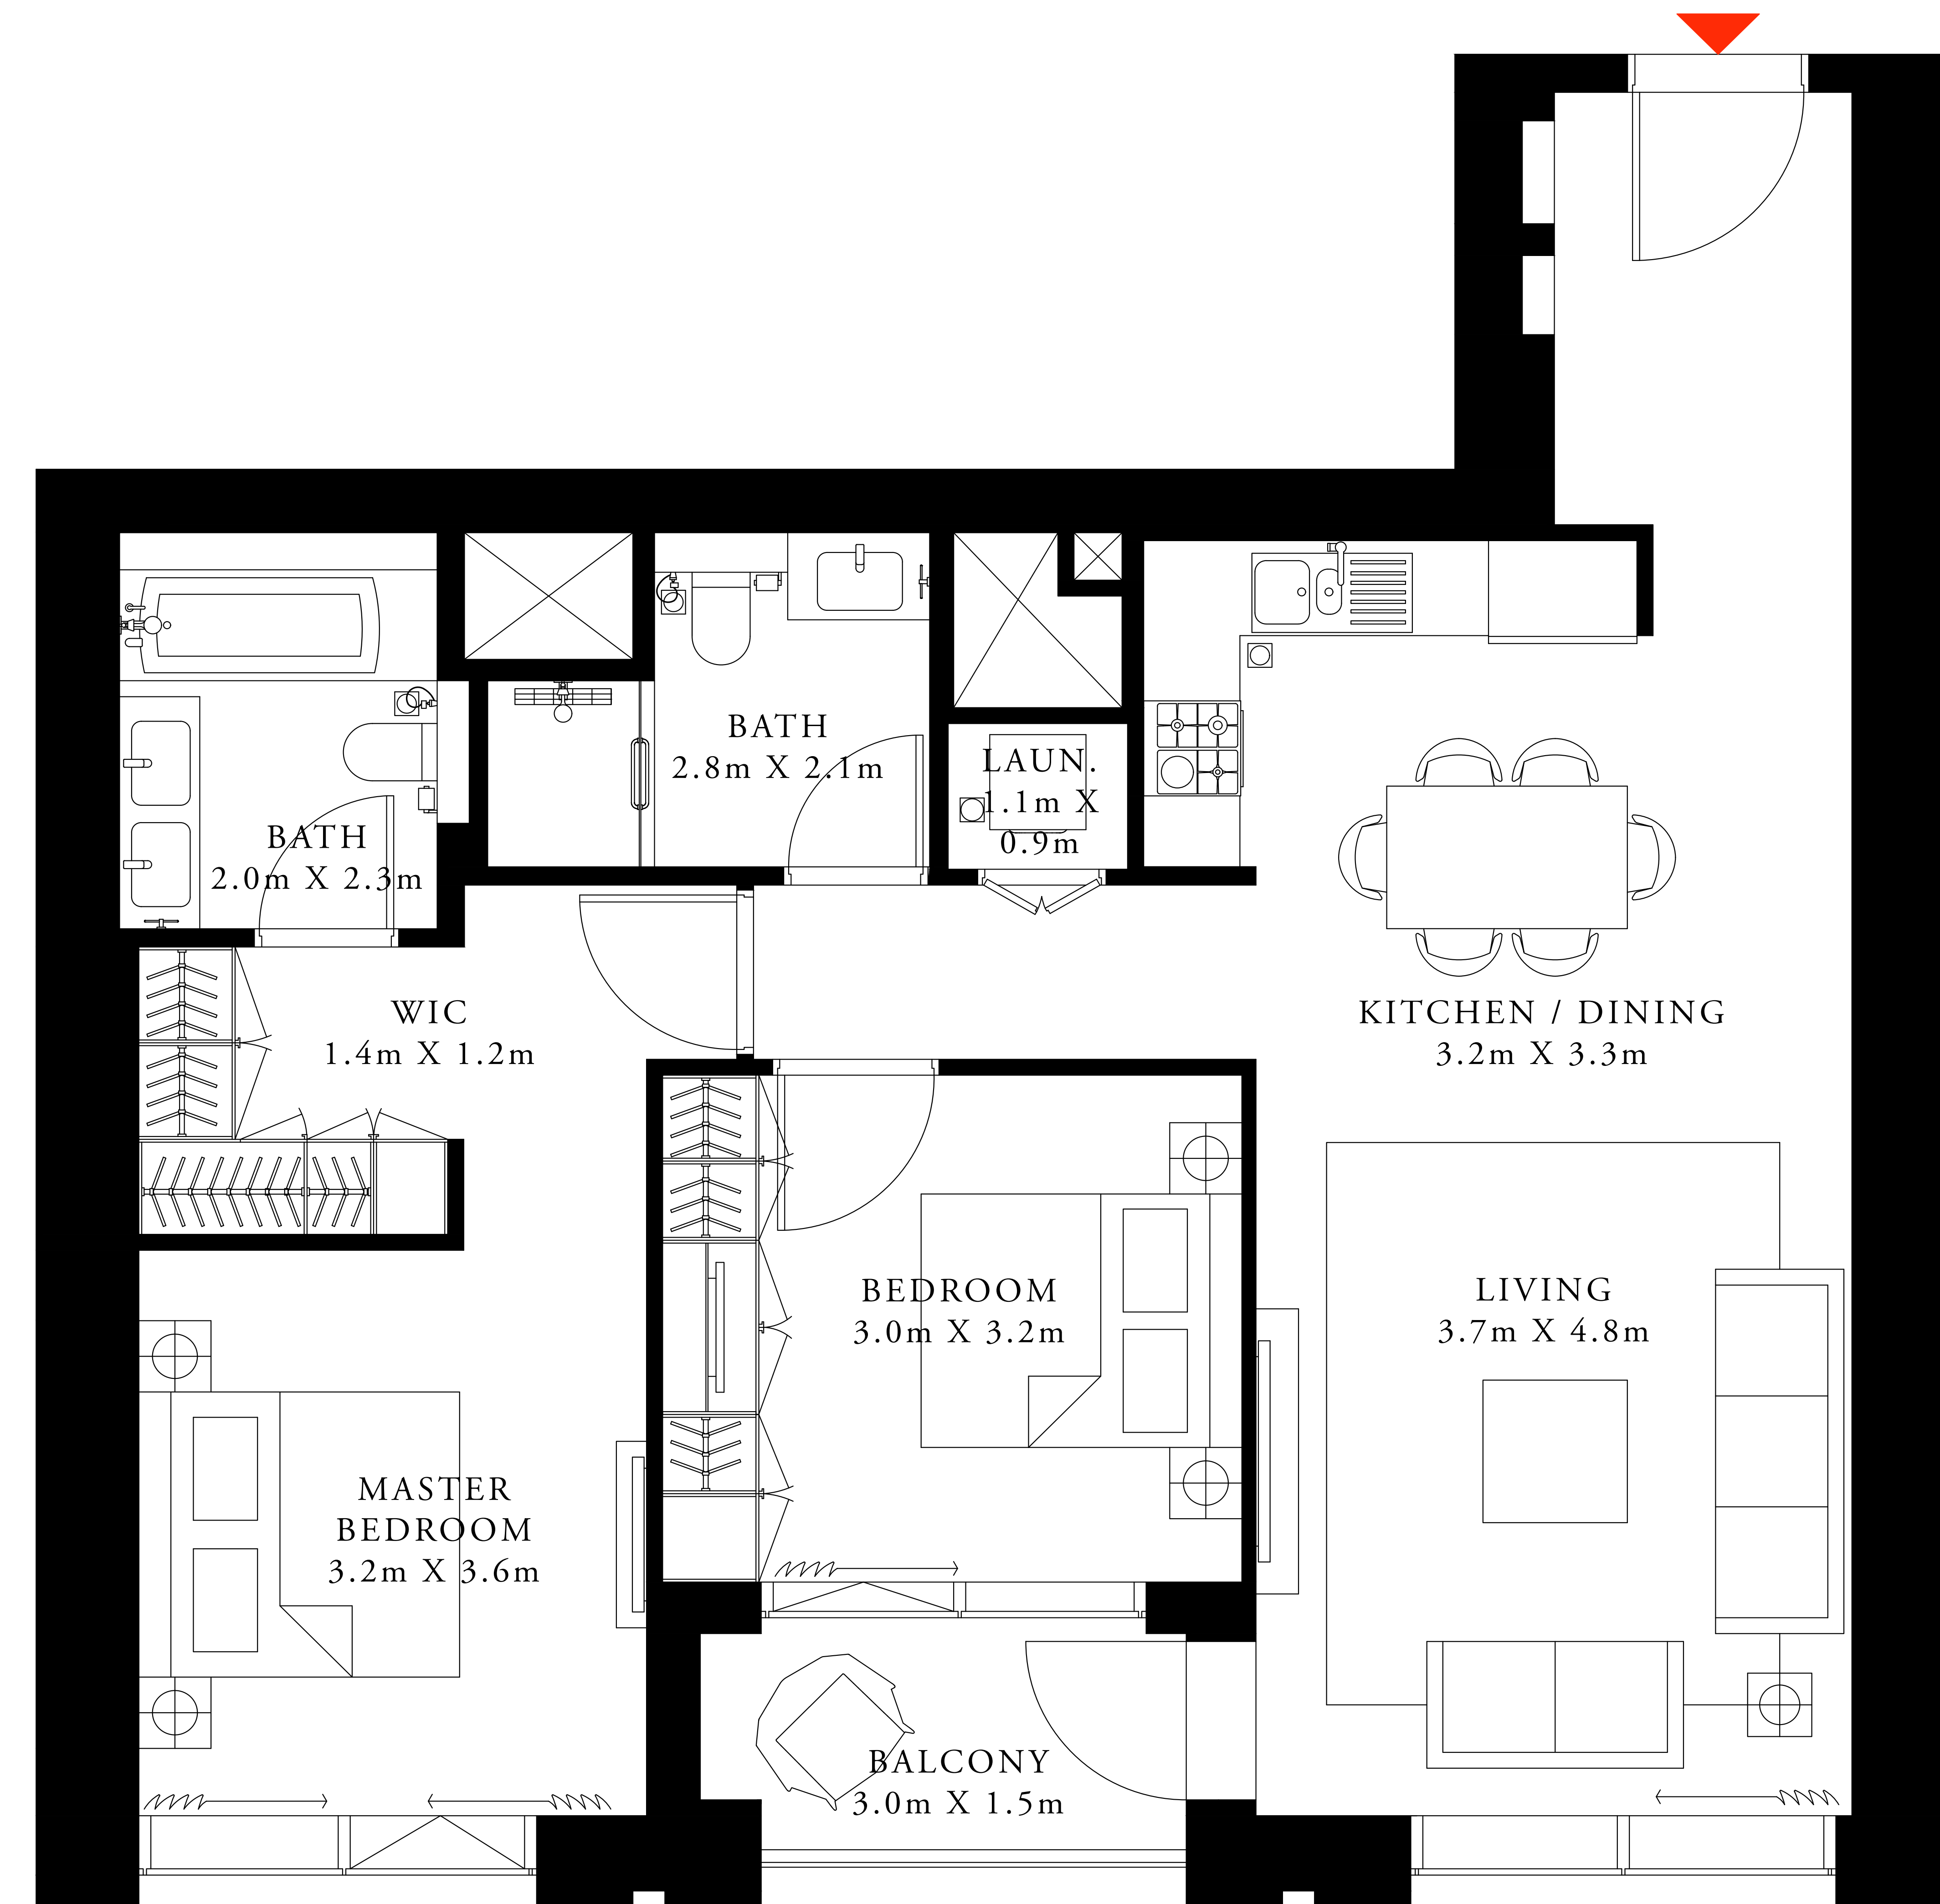 BATH
2.8m X 2.1m
LAUN.
1.1m X
0.9m
BATH
2.0m X 2.3m
WIC
1.4m X 1.2m
KITCHEN / DINING
3.2m X 3.3m
BEDROOM
3.0m X 3.2m
LIVING
3.7m X 4.8m
MASTER
BEDROOM
3.2m X 3.6m
BALCONY
3.0m X 1.5m